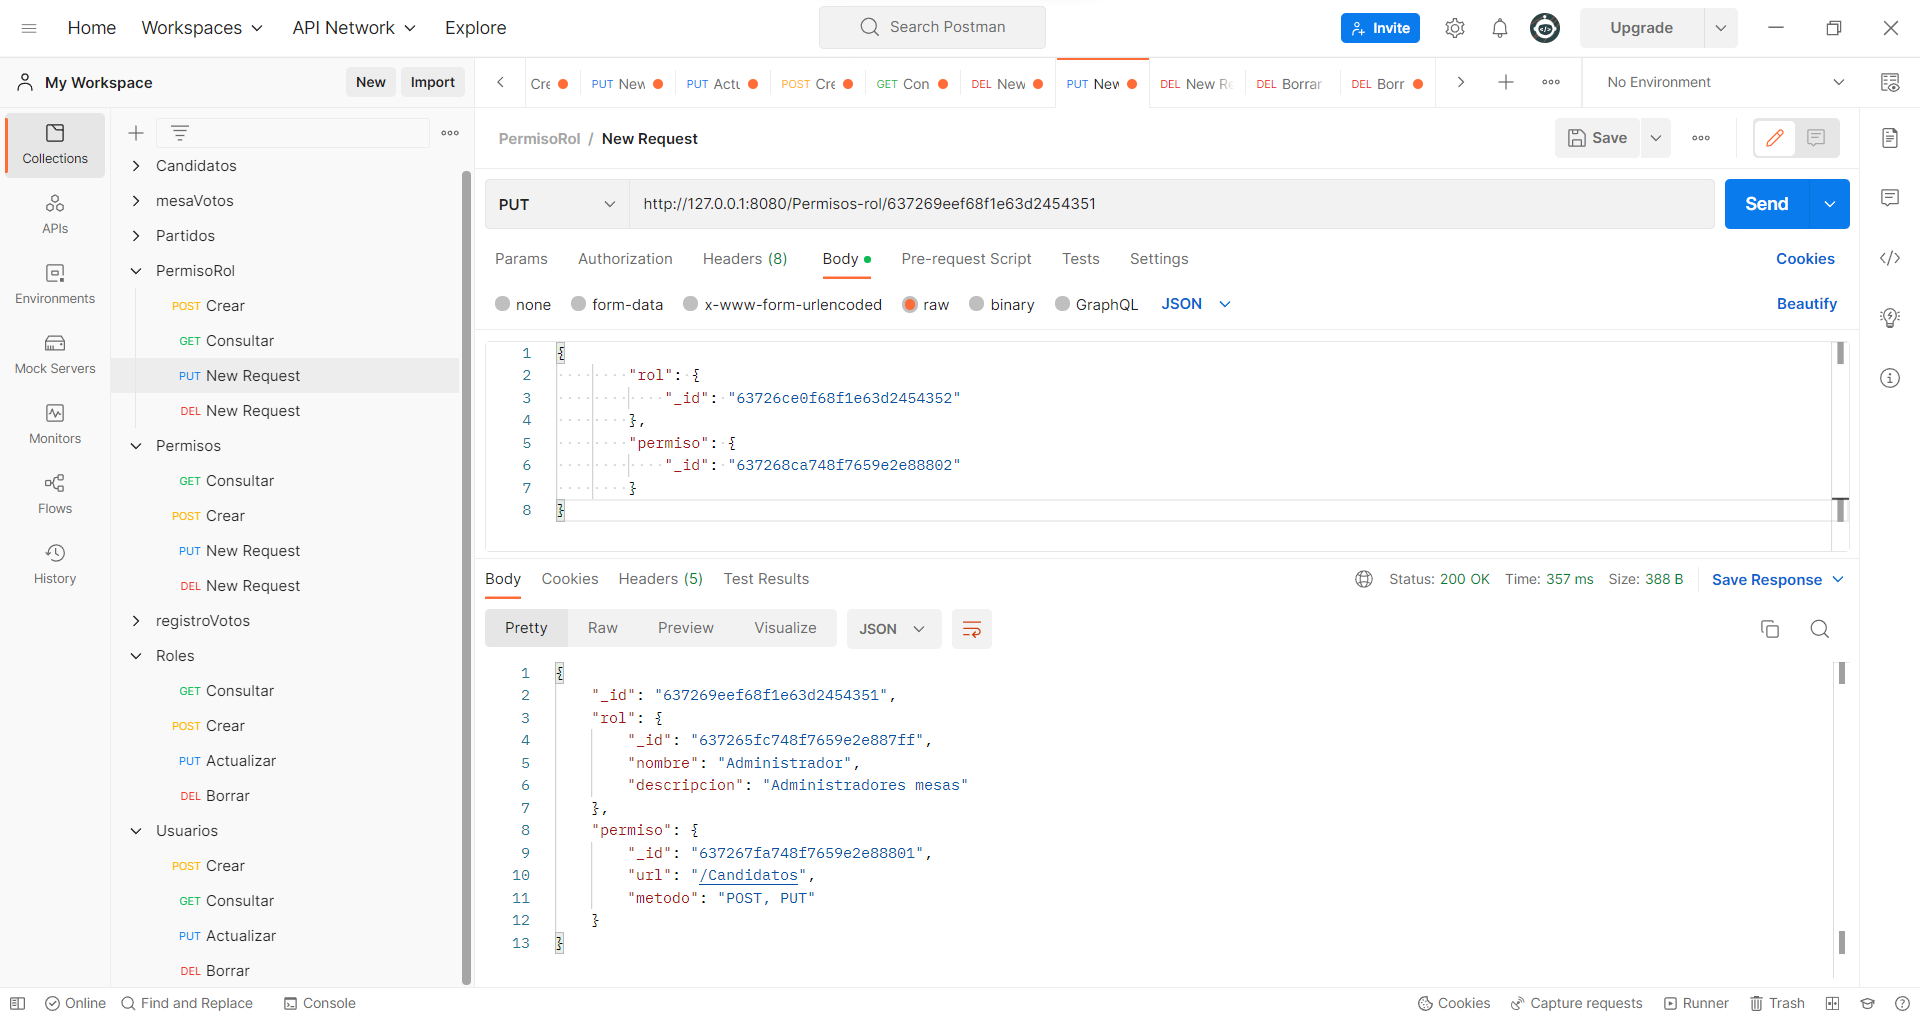 Home Workspaces API Network Explore Search Postman Invite Upgrade
My Workspace New Import Cre PUT New PUT Actu POST Cre GET Con DEL New PUT New DEL New Re DEL Borrar DEL Borr No Environment
Collections
APIs
Environments
Mock Servers
Monitors
Flows
History
Candidatos
mesaVotos
Partidos
PermisoRol
POST Crear
GET Consultar
PUT New Request
DEL New Request
Permisos
GET Consultar
POST Crear
PUT New Request
DEL New Request
registroVotos
Roles
GET Consultar
POST Crear
PUT Actualizar
DEL Borrar
Usuarios
POST Crear
GET Consultar
PUT Actualizar
DEL Borrar
PermisoRol / New Request Save
PUT http://127.0.0.1:8080/Permisos-rol/637269eef68f1e63d2454351 Send
Params Authorization Headers (8) Body Pre-request Script Tests Settings Cookies
none form-data x-www-form-urlencoded raw binary GraphQL JSON Beautify
1 {
2 "rol": {
3 "_id": "63726ce0f68f1e63d2454352"
4 },
5 "permiso": {
6 "_id": "637268ca748f7659e2e88802"
7 }
8 }
Body Cookies Headers (5) Test Results Status: 200 OK Time: 357 ms Size: 388 B Save Response
Pretty Raw Preview Visualize JSON
1 {
2 "_id": "637269eef68f1e63d2454351",
3 "rol": {
4 "_id": "637265fc748f7659e2e887ff",
5 "nombre": "Administrador",
6 "descripcion": "Administradores mesas"
7 },
8 "permiso": {
9 "_id": "637267fa748f7659e2e88801",
10 "url": "/Candidatos",
11 "metodo": "POST, PUT"
12 }
13 }
Online Find and Replace Console Cookies Capture requests Runner Trash